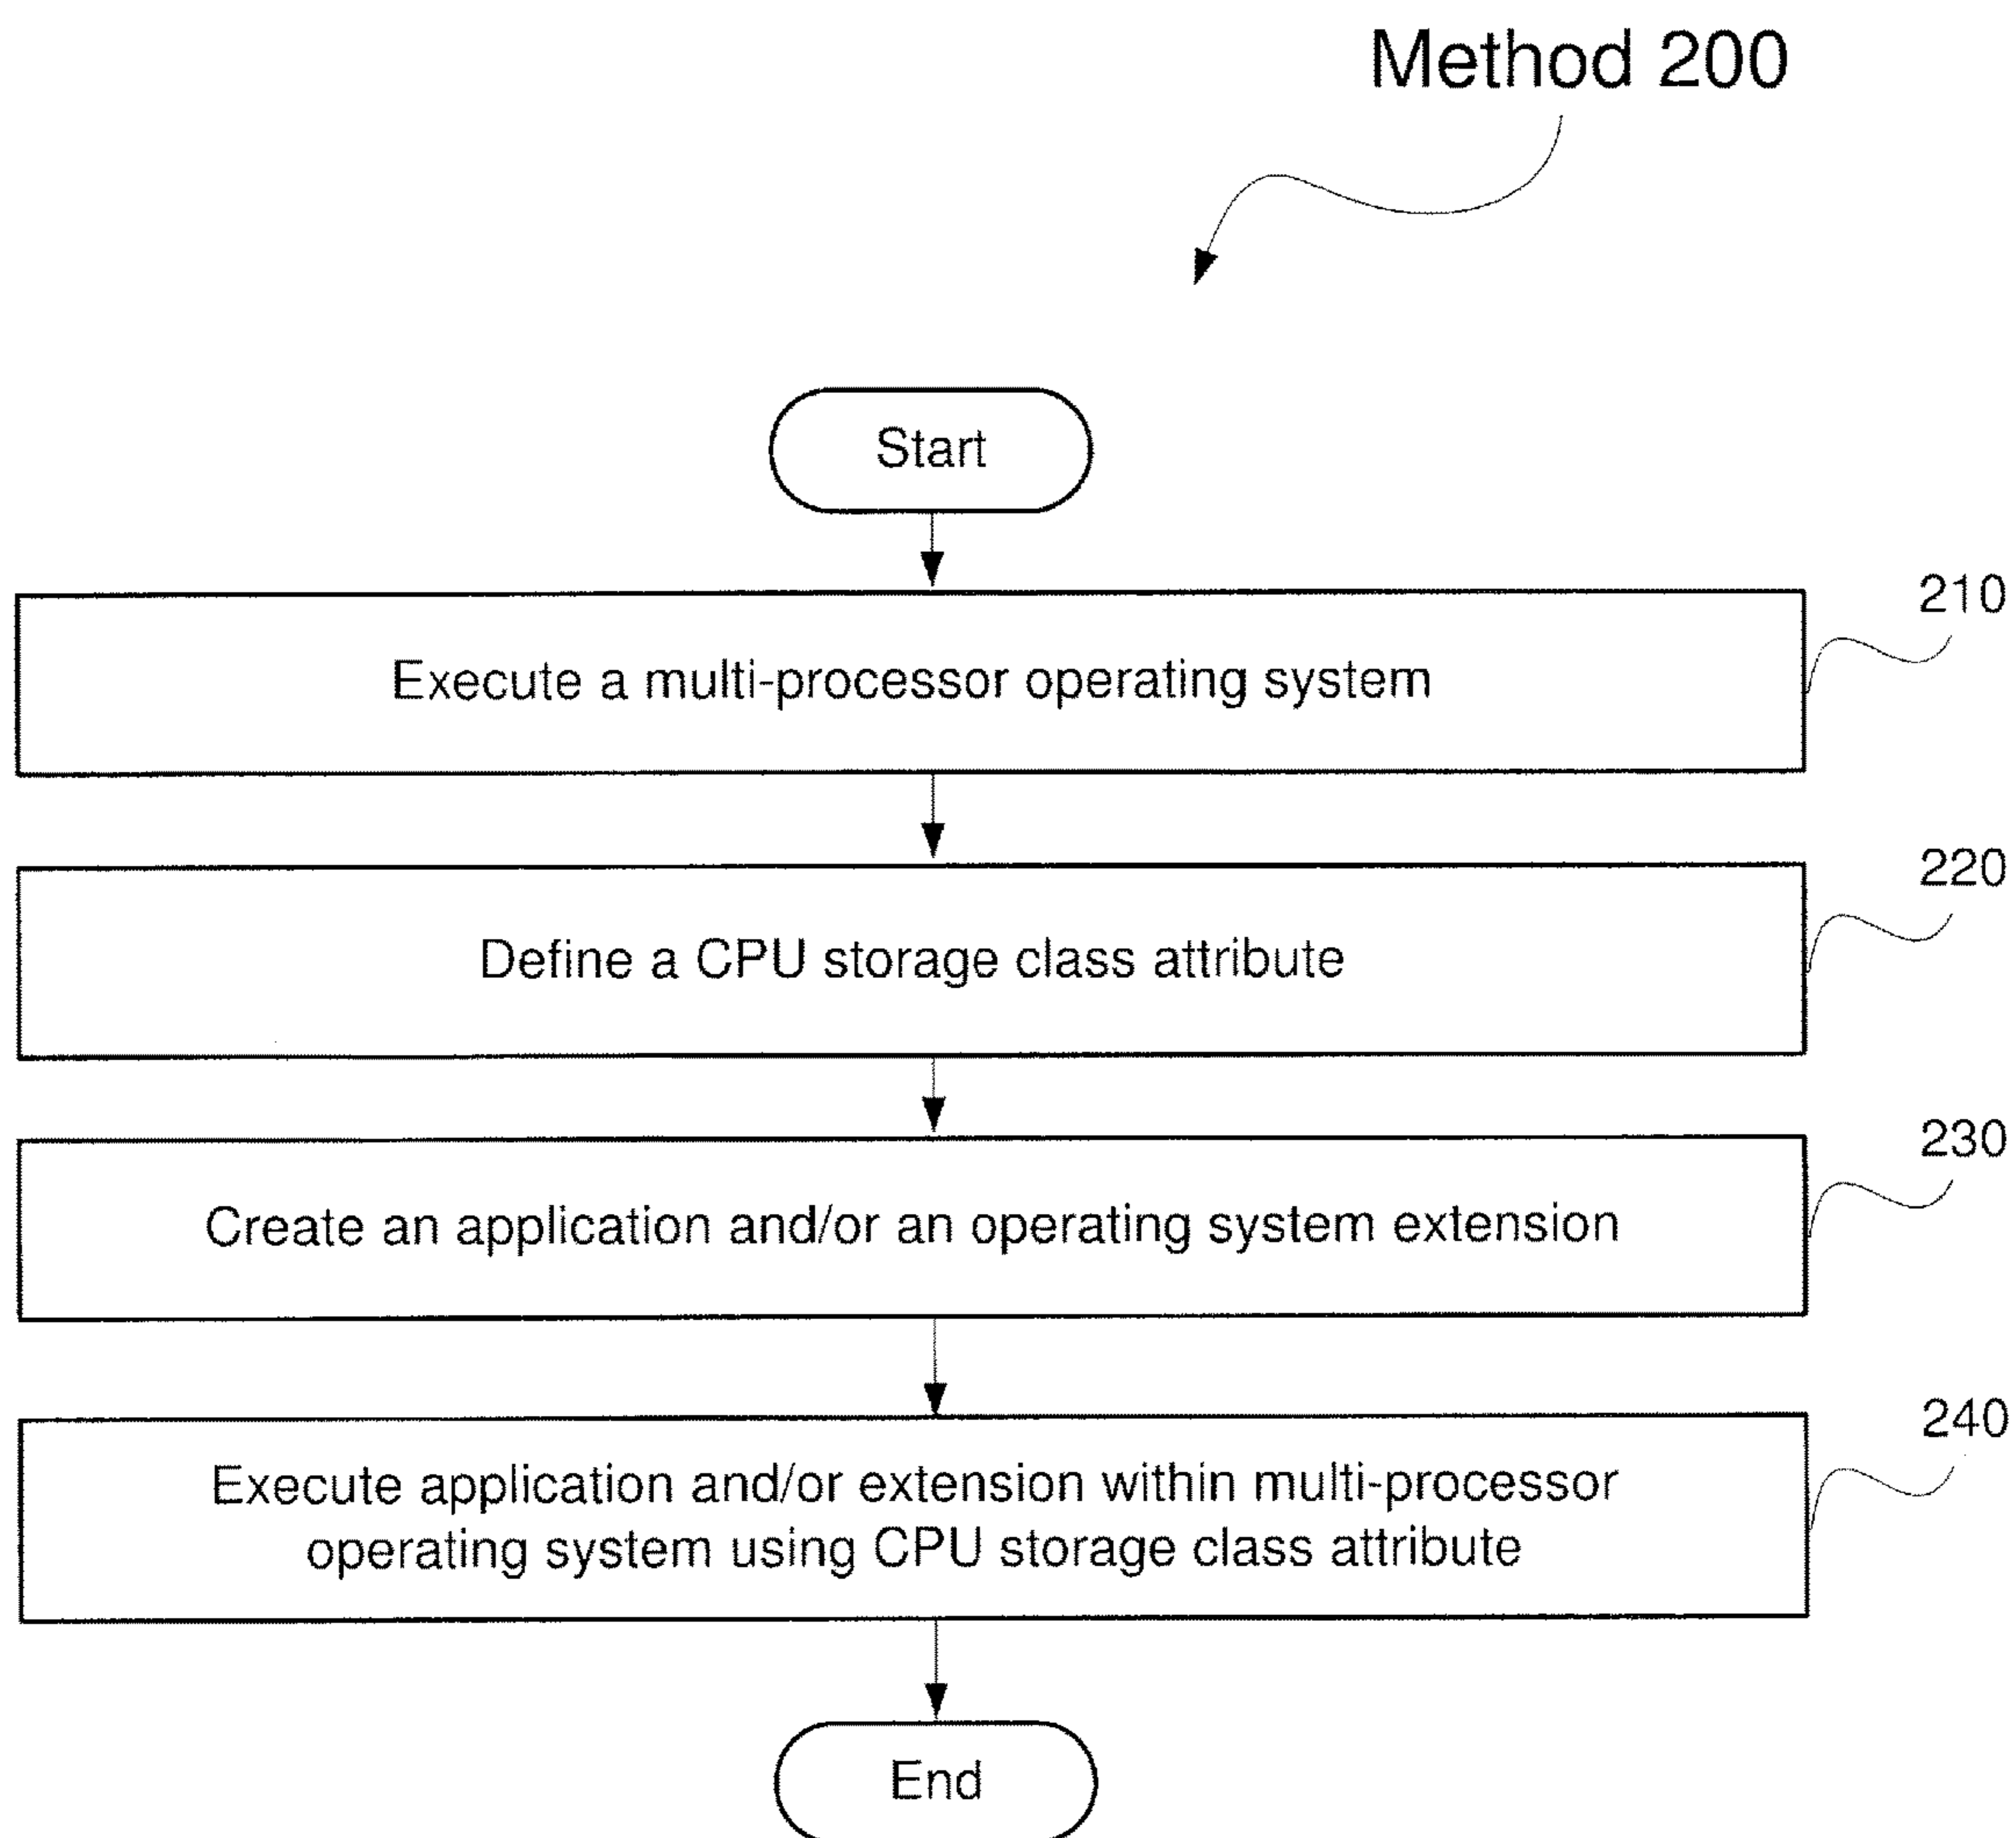 Method 200
Start
210
Execute a multi-processor operating system
220
Define a CPU storage class attribute
230
Create an application and/or an operating system extension
240
Execute application and/or extension within multi-processor
operating system using CPU storage class attribute
End